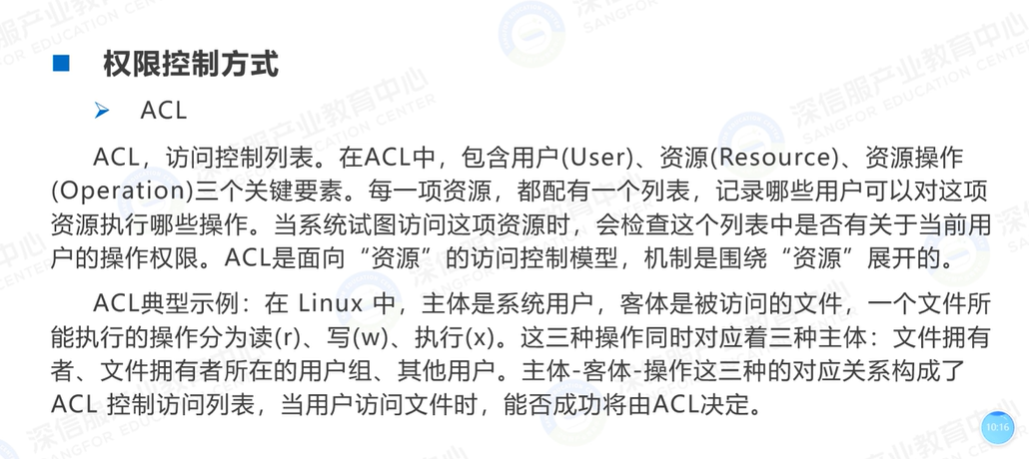 权限控制方式
ACL
ACL，访问控制列表。在ACL中，包含用户(User)、资源(Resource)、资源操作
(Operation)三个关键要素。每一项资源，都配有一个列表，记录哪些用户可以对这项
资源执行哪些操作。当系统试图访问这项资源时，会检查这个列表中是否有关于当前用
户的操作权限。ACL是面向“资源”的访问控制模型，机制是围绕“资源”展开的。
ACL典型示例：在 Linux 中，主体是系统用户，客体是被访问的文件，一个文件所
能执行的操作分为读(r)、写(w)、执行(x)。这三种操作同时对应着三种主体：文件拥有
者、文件拥有者所在的用户组、其他用户。主体-客体-操作这三种的对应关系构成了
ACL 控制访问列表，当用户访问文件时，能否成功将由ACL决定。
10:16
深信服产业教育中心
SANGFOR EDUCATION CENTER